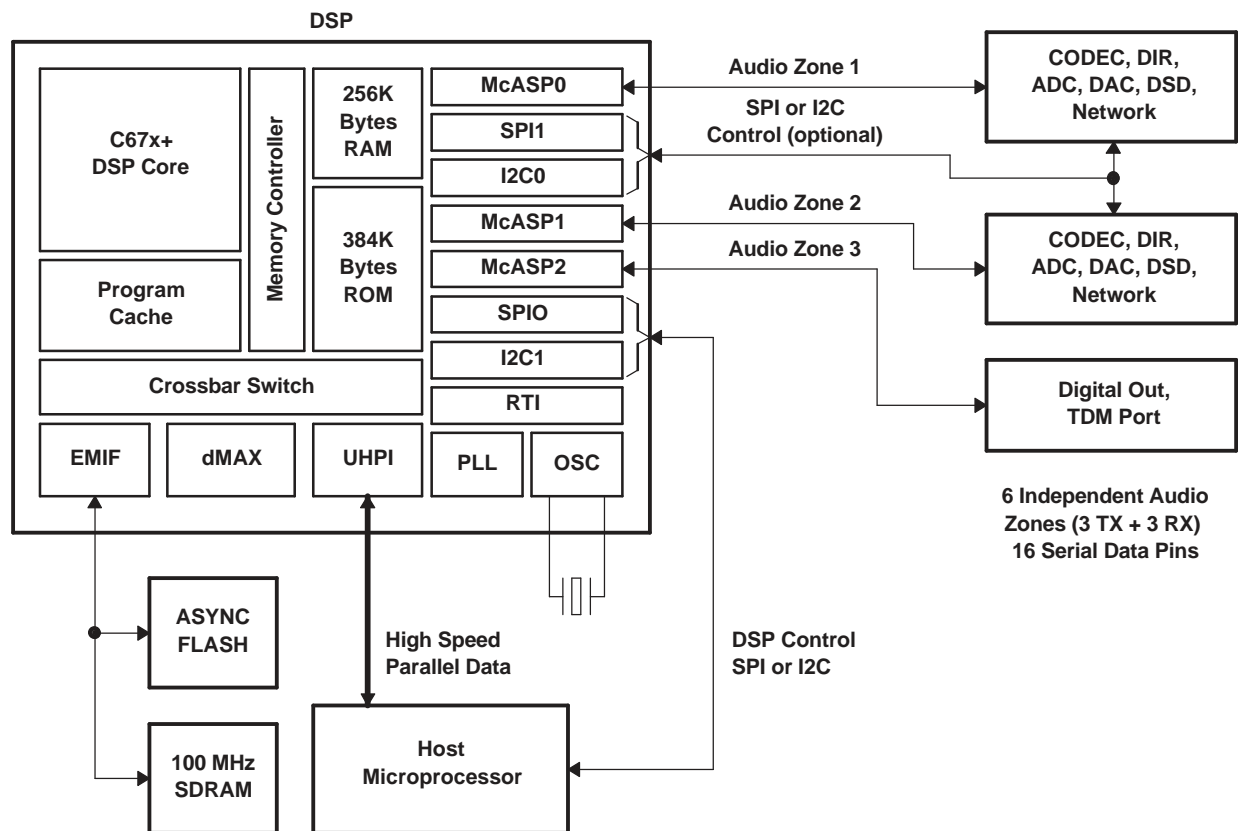 DSP
C67x+
DSP Core
Program
Cache
Memory Controller
256K
Bytes
RAM
384K
Bytes
ROM
Crossbar Switch
EMIF
dMAX
UHPI
McASP0
SPI1
I2C0
McASP1
McASP2
SPIO
I2C1
RTI
PLL
OSC
Audio Zone 1
SPI or I2C
Control (optional)
Audio Zone 2
Audio Zone 3
CODEC, DIR,
ADC, DAC, DSD,
Network
CODEC, DIR,
ADC, DAC, DSD,
Network
Digital Out,
TDM Port
6 Independent Audio
Zones (3 TX + 3 RX)
16 Serial Data Pins
ASYNC
FLASH
100 MHz
SDRAM
High Speed
Parallel Data
Host
Microprocessor
DSP Control
SPI or I2C